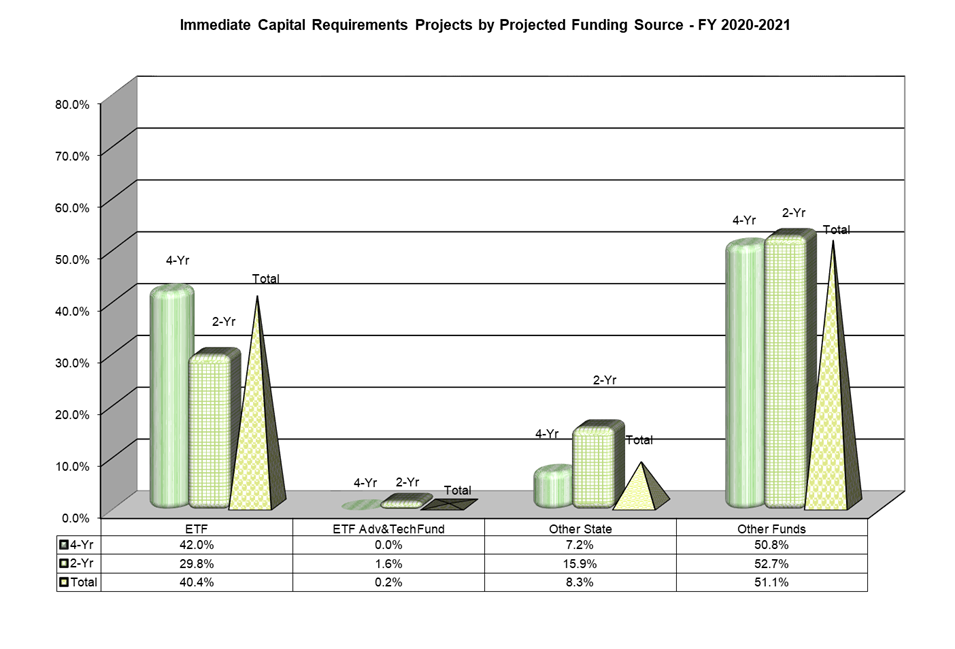 Immediate Capital Requirements Projects by Projected Funding Source - FY 2020-2021
80.0%
70.0%
60.0%
50.0%
40.0%
30.0%
20.0%
10.0%
0.0%
4-Yr
2-Yr
Total
4-Yr
2-Yr
Total
4-Yr
2-Yr
Total
4-Yr
2-Yr
Total
ETF ETF Adv&TechFund Other State Other Funds
4-Yr 42.0% 0.0% 7.2% 50.8%
2-Yr 29.8% 1.6% 15.9% 52.7%
Total 40.4% 0.2% 8.3% 51.1%